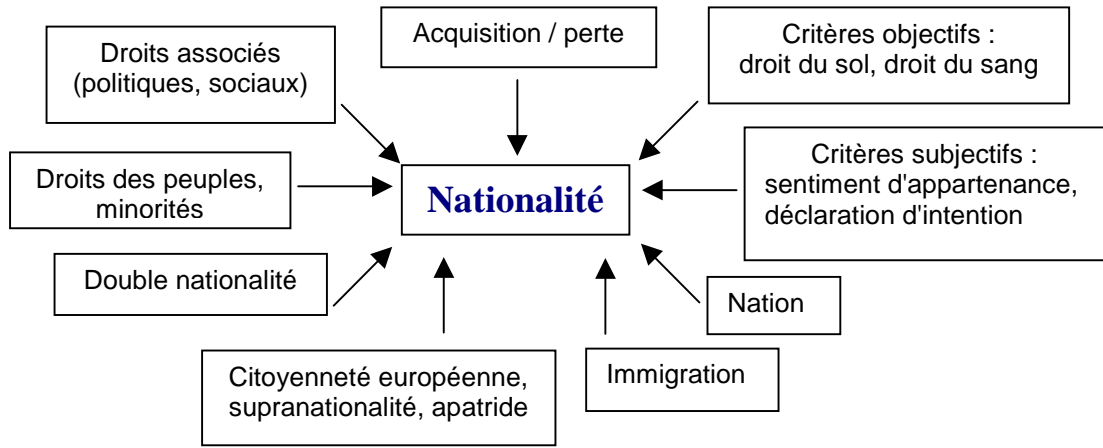 Droits associés
(politiques, sociaux)
Acquisition / perte
Critères objectifs :
droit du sol, droit du sang
Droits des peuples,
minorités
Nationalité
Critères subjectifs :
sentiment d'appartenance,
déclaration d'intention
Double nationalité
Nation
Citoyenneté européenne,
supranationalité, apatride
Immigration